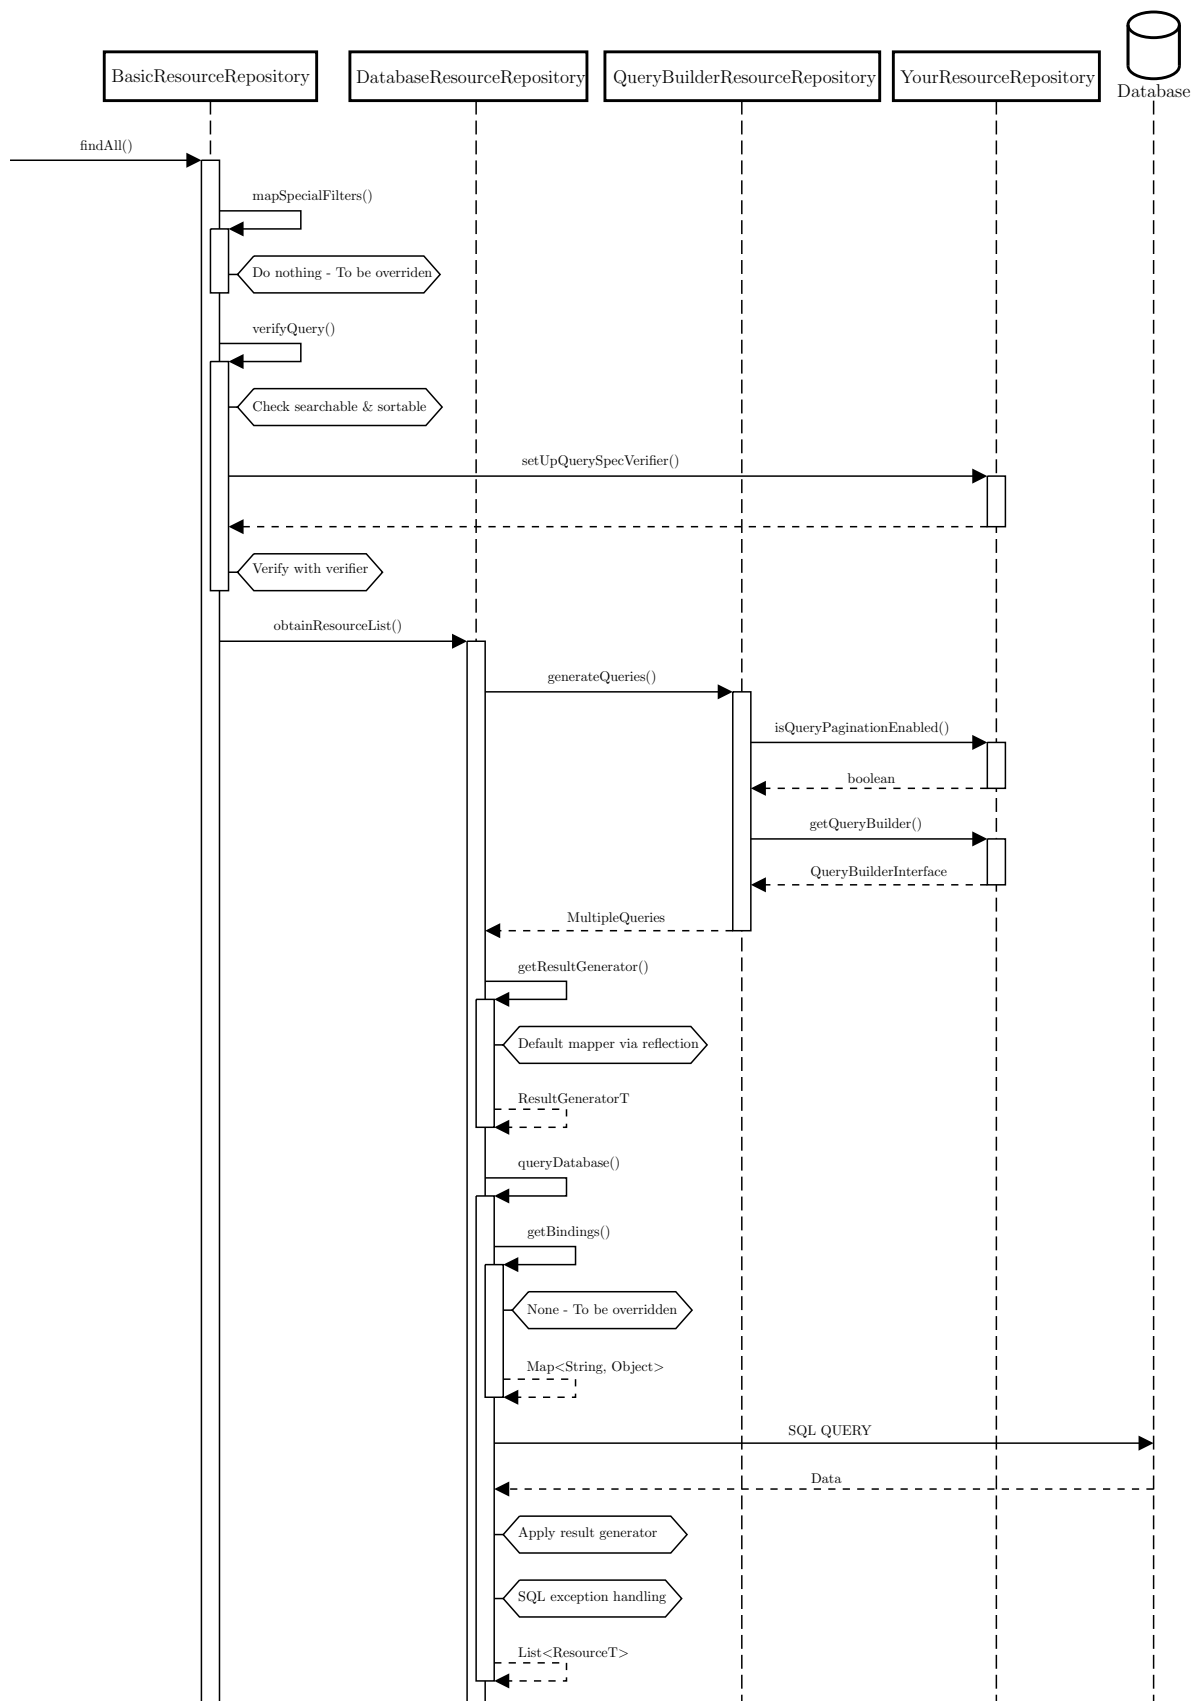 BasicResourceRepository
DatabaseResourceRepository
QueryBuilderResourceRepository
YourResourceRepository
Database
findAll()
mapSpecialFilters()
Do nothing - To be overriden
verifyQuery()
Check searchable & sortable
setUpQuerySpecVerifier()
Verify with verifier
obtainResourceList()
generateQueries()
isQueryPaginationEnabled()
boolean
getQueryBuilder()
QueryBuilderInterface
MultipleQueries
getResultGenerator()
Default mapper via reflection
ResultGeneratorT
queryDatabase()
getBindings()
None - To be overridden
Map<String, Object>
SQL QUERY
Data
Apply result generator
SQL exception handling
List<ResourceT>